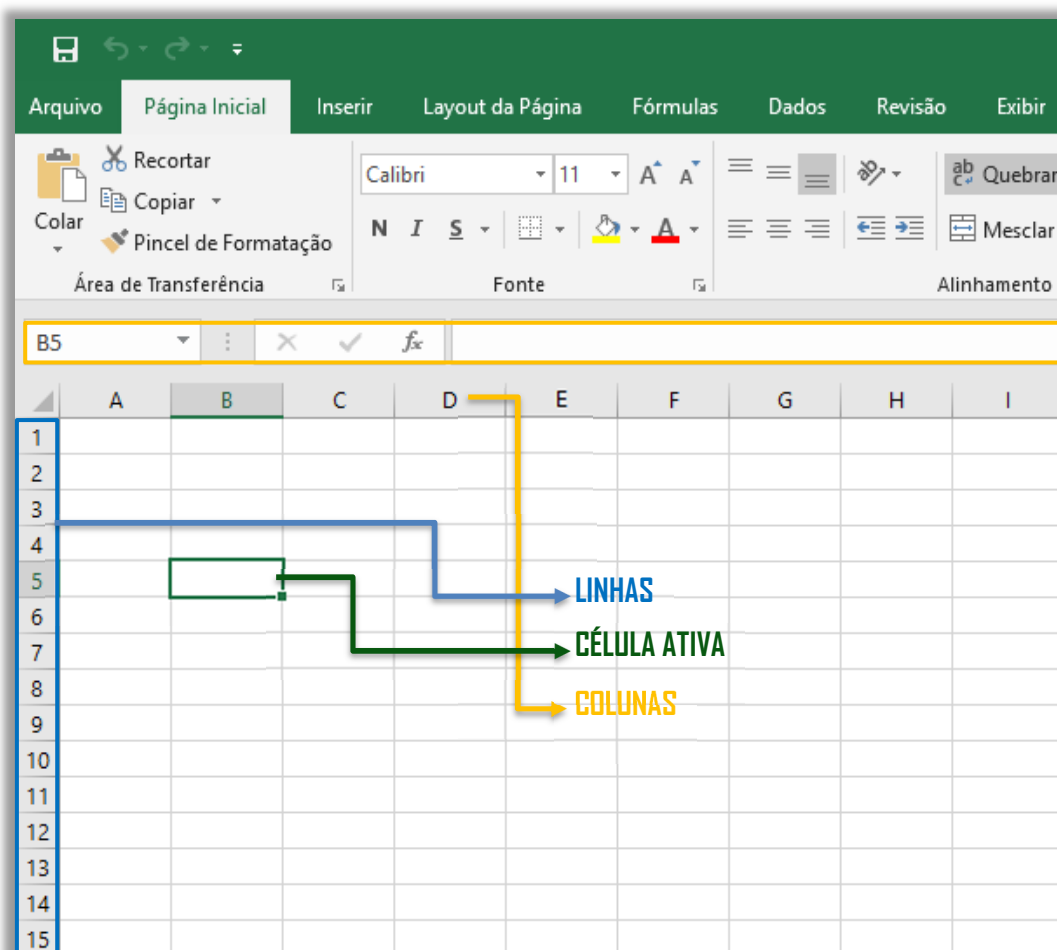 Arquivo Página Inicial Inserir Layout da Página Fórmulas Dados Revisão Exibir
Recortar
Copiar
Pincel de Formatação
Colar
Área de Transferência
Calibri 11 A A
N I S A
Fonte
ab c Quebrar
Mesclar
Alinhamento
B5 fx
A B C D E F G H I
1
2
3
4
5
6
7
8
9
10
11
12
13
14
15
LINHAS
CÉLULA ATIVA
COLUNAS